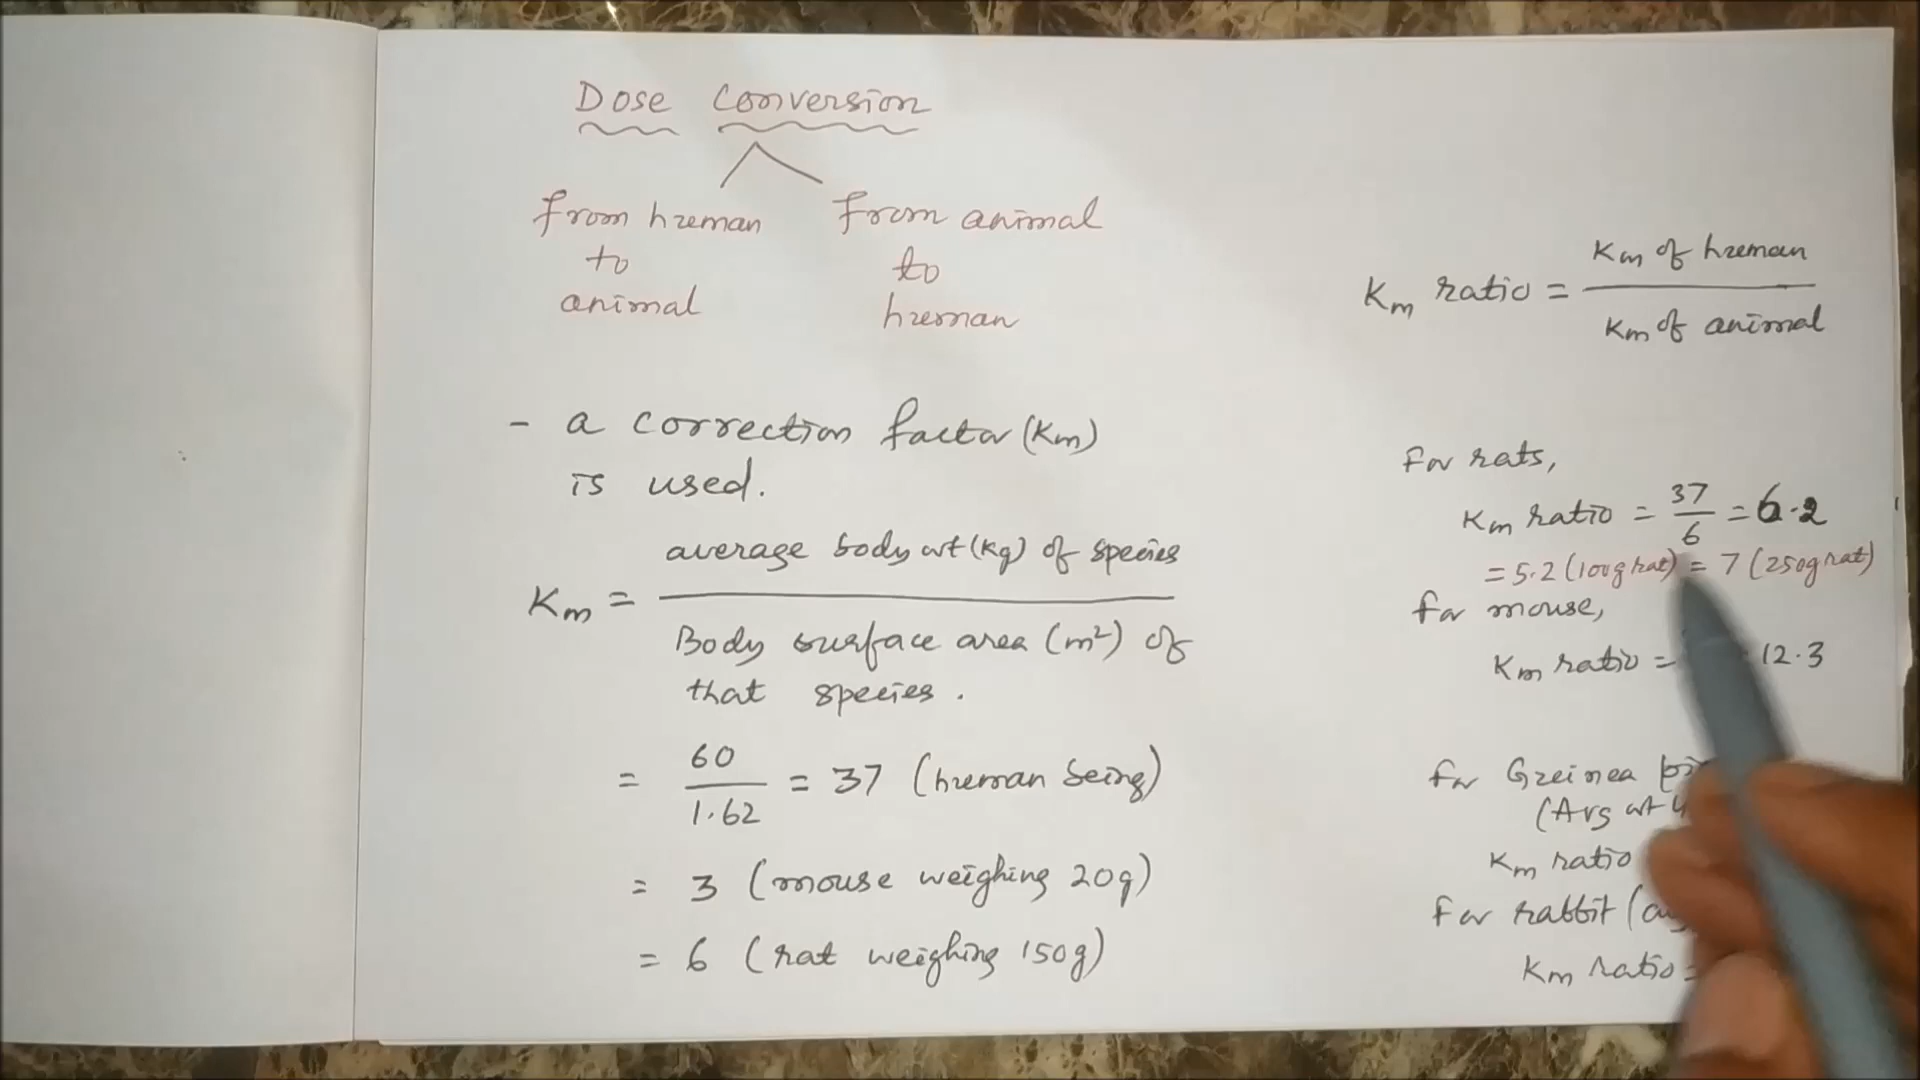 Dose Conversion
from human to animal
from animal to human
- a correction factor (Km)
is used.
Km = average body wt (kg) of species / Body surface area (m²) of that species.
= 60 / 1.62 = 37 (human being)
= 3 (mouse weighing 20g)
= 6 (rat weighing 150g)
Km ratio = Km of human / Km of animal
For rats,
Km ratio = 37 / 6 = 6.2
= 5.2 (100g rat) = 7 (250g rat)
for mouse,
Km ratio = 12.3
for Guinea
(Avg wt
Km ratio
For rabbit
Km ratio =